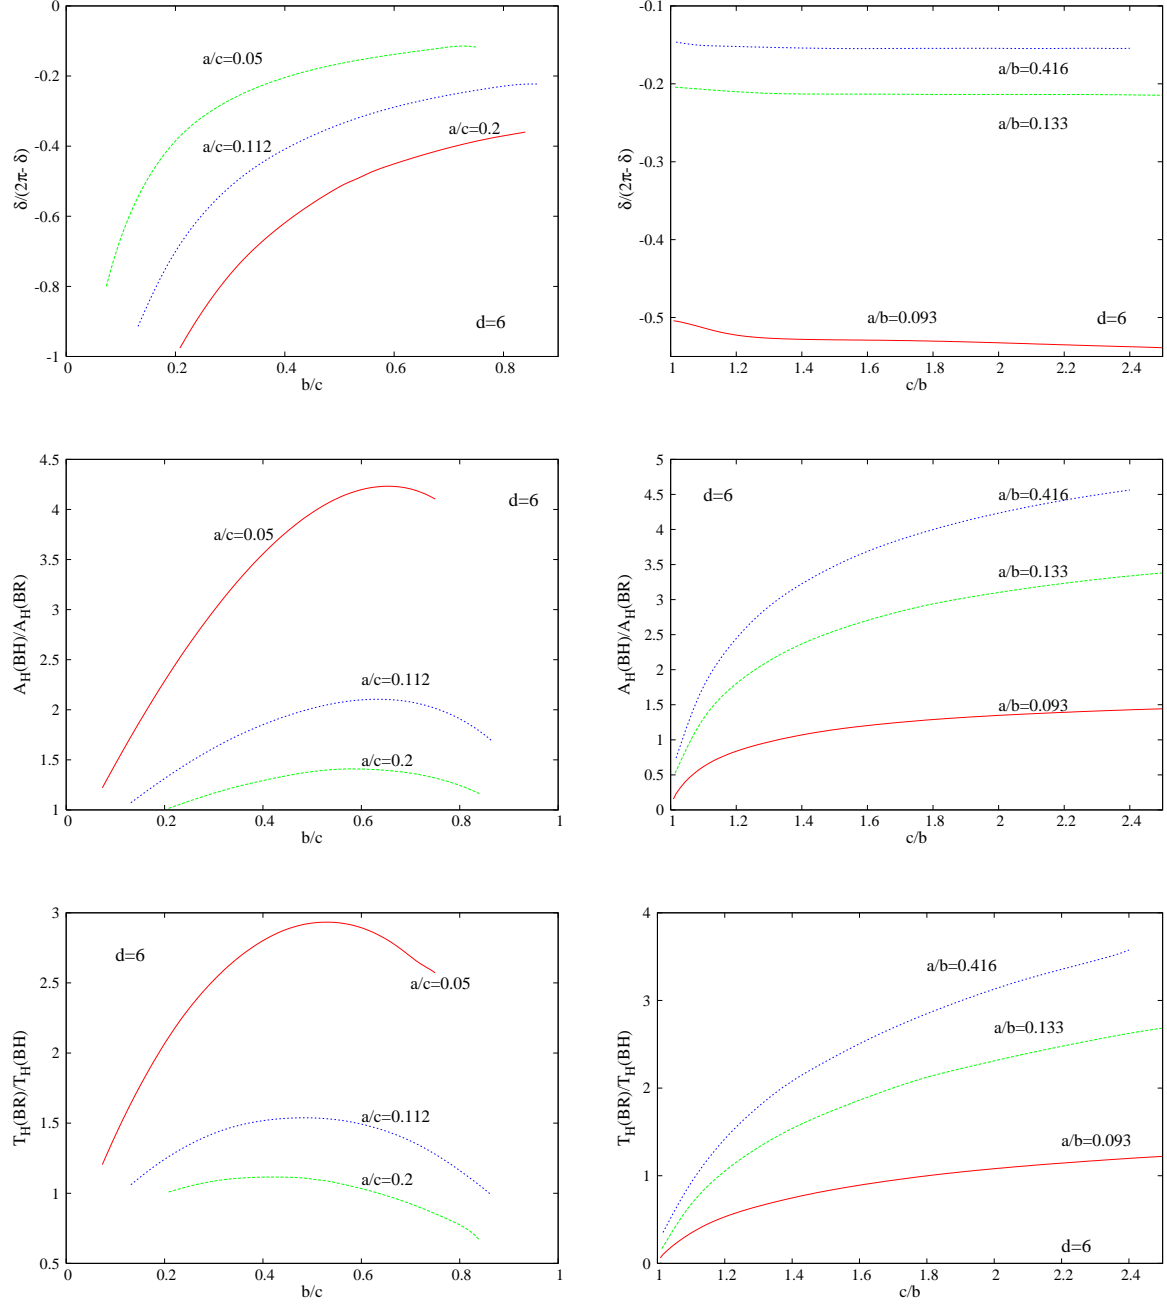 0
-0.2
-0.4
-0.6
-0.8
-1
0
0.2
0.4
0.6
0.8
1
b/c
δ/(2π- δ)
a/c=0.05
a/c=0.112
a/c=0.2
d=6
-0.1
-0.2
-0.3
-0.4
-0.5
1
1.2
1.4
1.6
1.8
2
2.2
2.4
c/b
δ/(2π- δ)
a/b=0.416
a/b=0.133
a/b=0.093
d=6
4.5
4
3.5
3
2.5
2
1.5
1
0
0.2
0.4
0.6
0.8
1
b/c
A_H(BH)/A_H(BR)
d=6
a/c=0.05
a/c=0.112
a/c=0.2
5
4.5
4
3.5
3
2.5
2
1.5
1
0.5
0
1
1.2
1.4
1.6
1.8
2
2.2
2.4
c/b
A_H(BH)/A_H(BR)
d=6
a/b=0.416
a/b=0.133
a/b=0.093
3
2.5
2
1.5
1
0.5
0
0.2
0.4
0.6
0.8
1
b/c
T_H(BR)/T_H(BH)
d=6
a/c=0.05
a/c=0.112
a/c=0.2
4
3
2
1
0
1
1.2
1.4
1.6
1.8
2
2.2
2.4
c/b
T_H(BR)/T_H(BH)
a/b=0.416
a/b=0.133
a/b=0.093
d=6